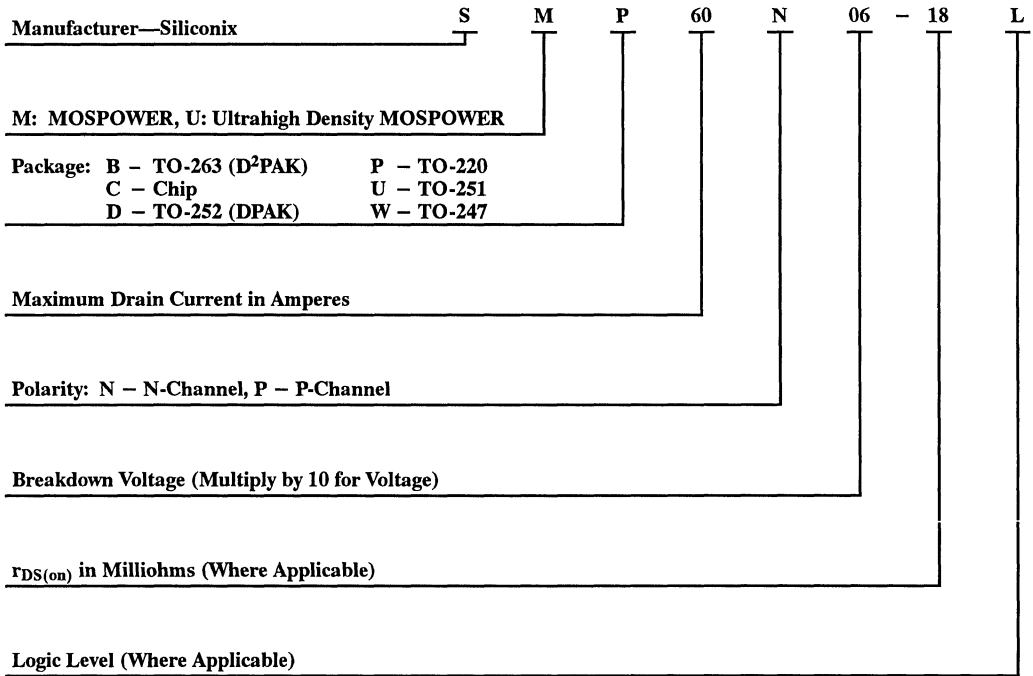 S M P 60 N 06 – 18 L
Manufacturer—Siliconix
M: MOSPOWER, U: Ultrahigh Density MOSPOWER
Package: B – TO-263 (D²PAK) P – TO-220
C – Chip U – TO-251
D – TO-252 (DPAK) W – TO-247
Maximum Drain Current in Amperes
Polarity: N – N-Channel, P – P-Channel
Breakdown Voltage (Multiply by 10 for Voltage)
rDS(on) in Milliohms (Where Applicable)
Logic Level (Where Applicable)